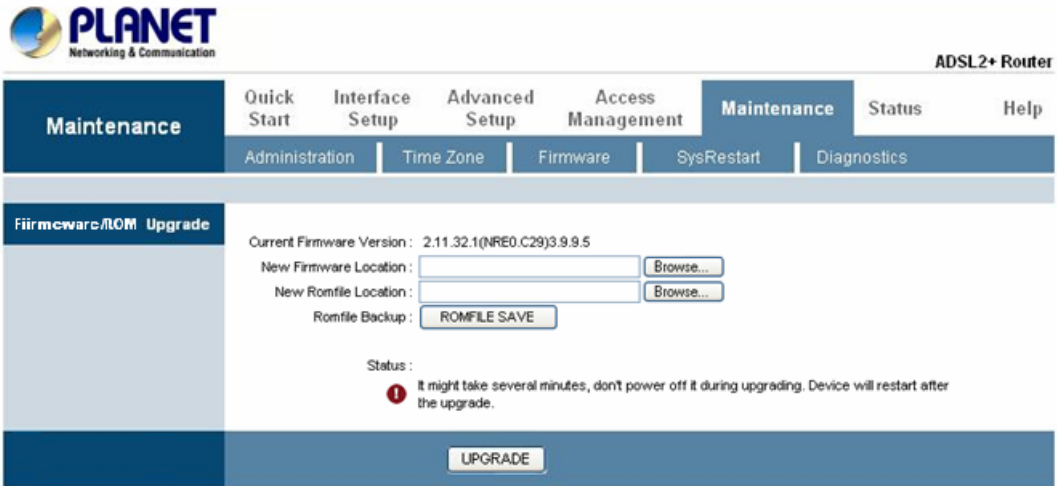 PLANET
Networking & Communication
ADSL2+ Router
Maintenance
Quick Start
Interface Setup
Advanced Setup
Access Management
Maintenance
Status
Help
Administration
Time Zone
Firmware
SysRestart
Diagnostics
Fiirmcwarc/ROM Upgrade
Current Firmware Version : 2.11.32.1(NRE0.C29)3.9.9.5
New Firmware Location :
Browse...
New Romfile Location :
Browse...
Romfile Backup :
ROMFILE SAVE
Status :
It might take several minutes, don't power off it during upgrading. Device will restart after
the upgrade.
UPGRADE